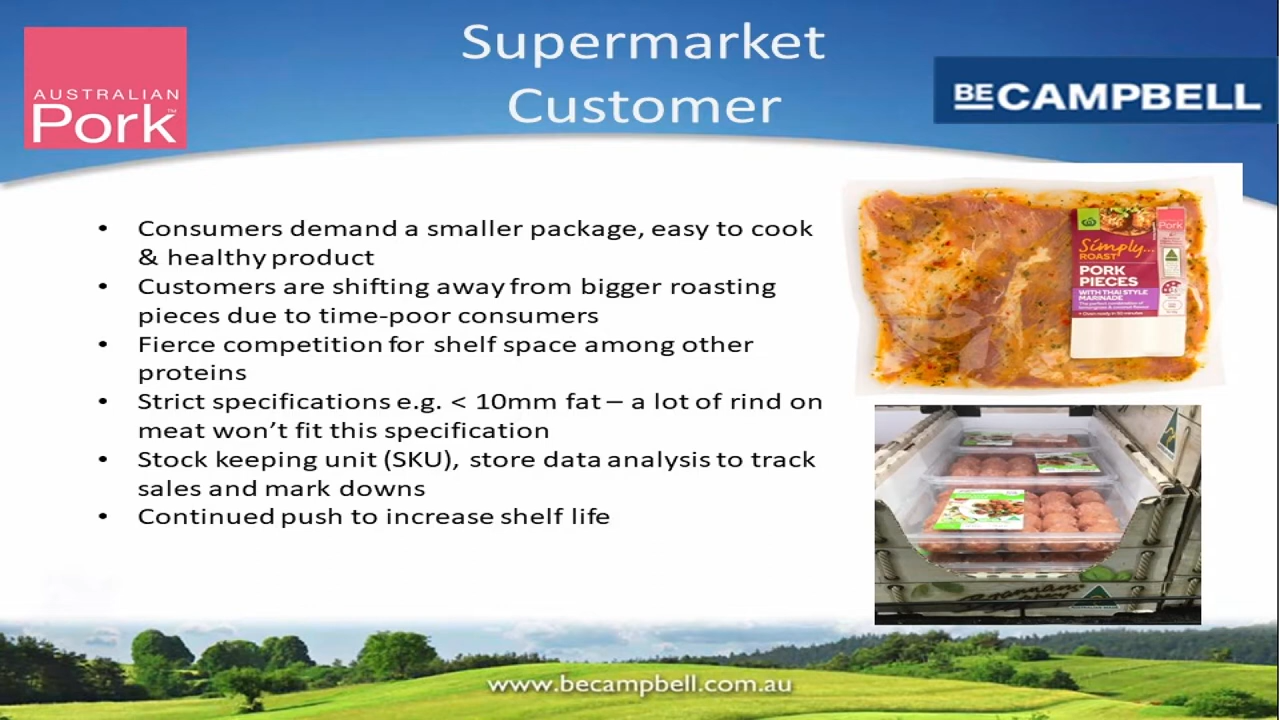 Supermarket
Customer
AUSTRALIAN
Pork™
BECAMPBELL
• Consumers demand a smaller package, easy to cook
& healthy product
• Customers are shifting away from bigger roasting
pieces due to time-poor consumers
• Fierce competition for shelf space among other
proteins
• Strict specifications e.g. < 10mm fat – a lot of rind on
meat won’t fit this specification
• Stock keeping unit (SKU), store data analysis to track
sales and mark downs
• Continued push to increase shelf life
Simply...
ROAST
PORK
PIECES
WITH THAI STYLE
MARINADE
Pork
www.becampbell.com.au